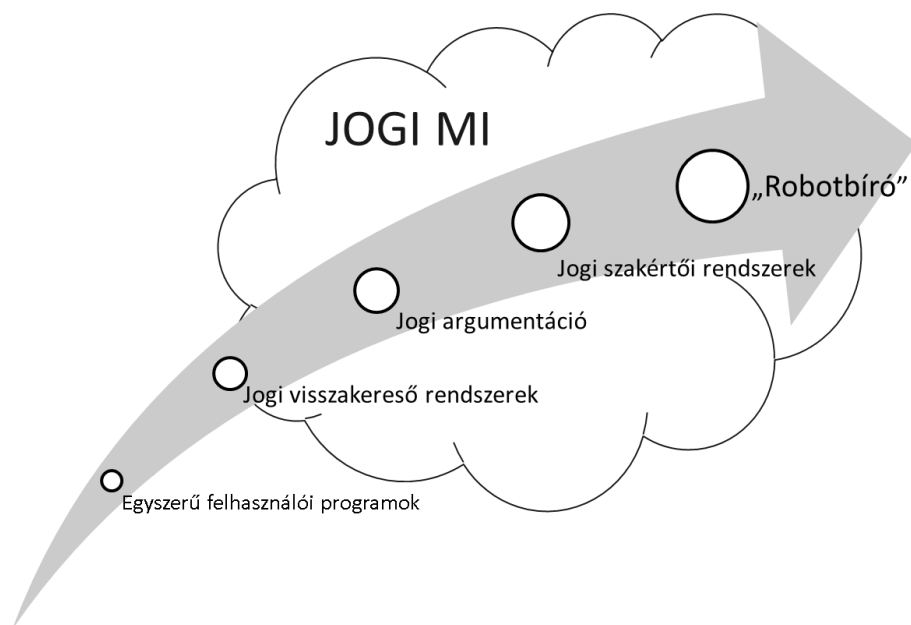 JOGI MI
„Robotbíró”
Jogi szakértői rendszerek
Jogi argumentáció
Jogi visszakereső rendszerek
Egyszerű felhasználói programok